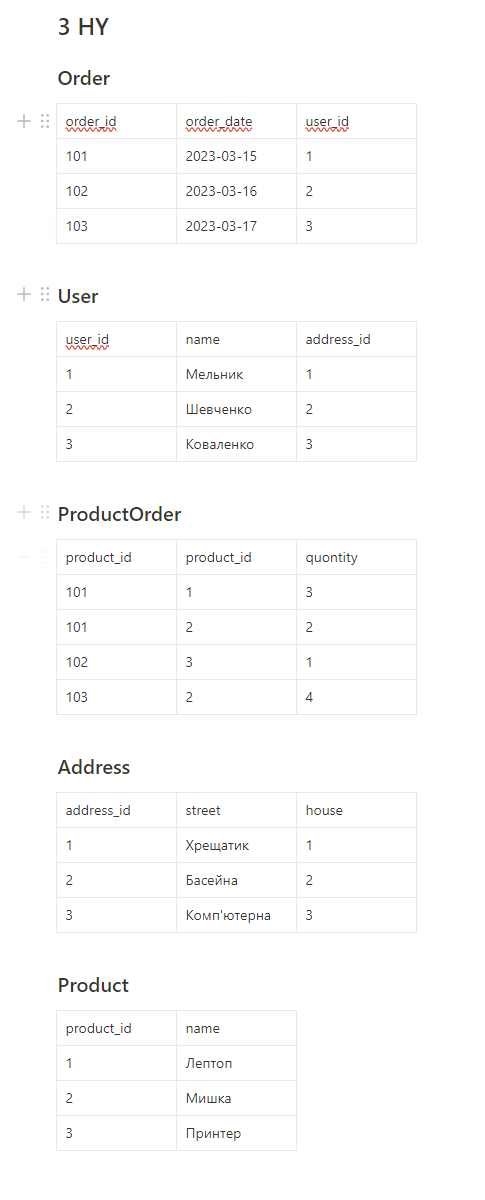 3 НУ
Order
order_id order_date user_id
101 2023-03-15 1
102 2023-03-16 2
103 2023-03-17 3
User
user_id name address_id
1 Мельник 1
2 Шевченко 2
3 Коваленко 3
ProductOrder
product_id product_id quontity
101 1 3
101 2 2
102 3 1
103 2 4
Address
address_id street house
1 Хрещатик 1
2 Басейна 2
3 Комп'ютерна 3
Product
product_id name
1 Лептоп
2 Мишка
3 Принтер